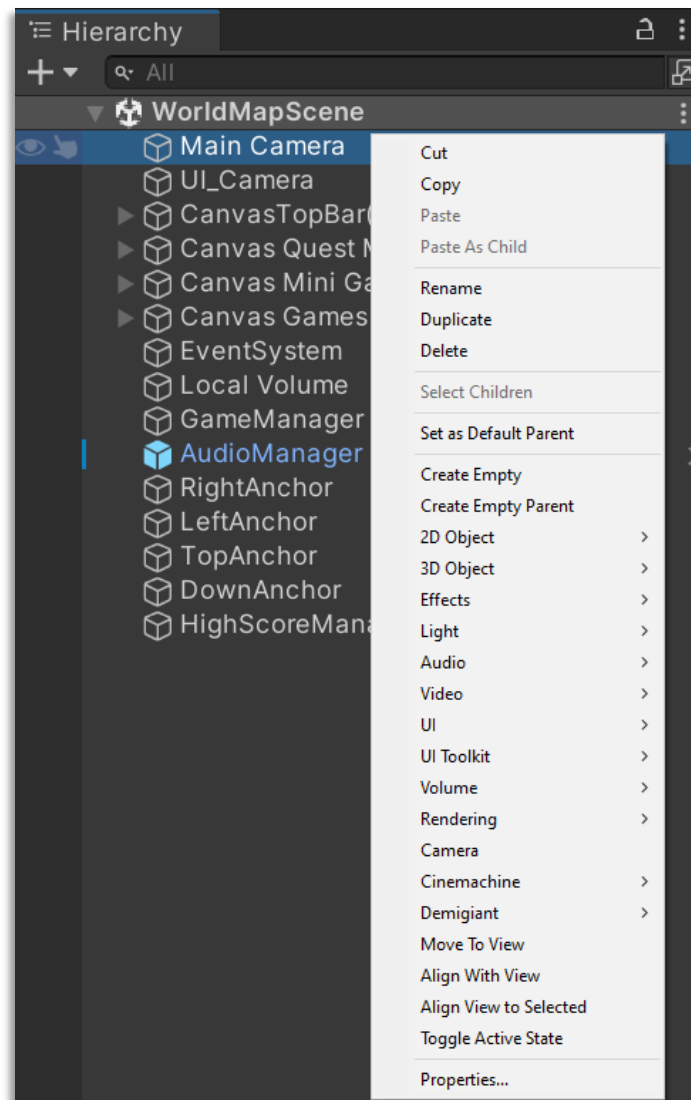 Hierarchy
All
WorldMapScene
Main Camera
UI_Camera
CanvasTopBar(
Canvas Quest
Canvas Mini
Canvas Games
EventSystem
Local Volume
GameManager
AudioManager
RightAnchor
LeftAnchor
TopAnchor
DownAnchor
Cut
Copy
Paste
Paste As Child
Rename
Duplicate
Delete
Select Children
Set as Default Parent
Create Empty
Create Empty Parent
2D Object
3D Object
Effects
Light
Audio
Video
UI
UI Toolkit
Volume
Rendering
Camera
Cinemachine
Demigiant
Move To View
Align With View
Align View to Selected
Toggle Active State
Properties...